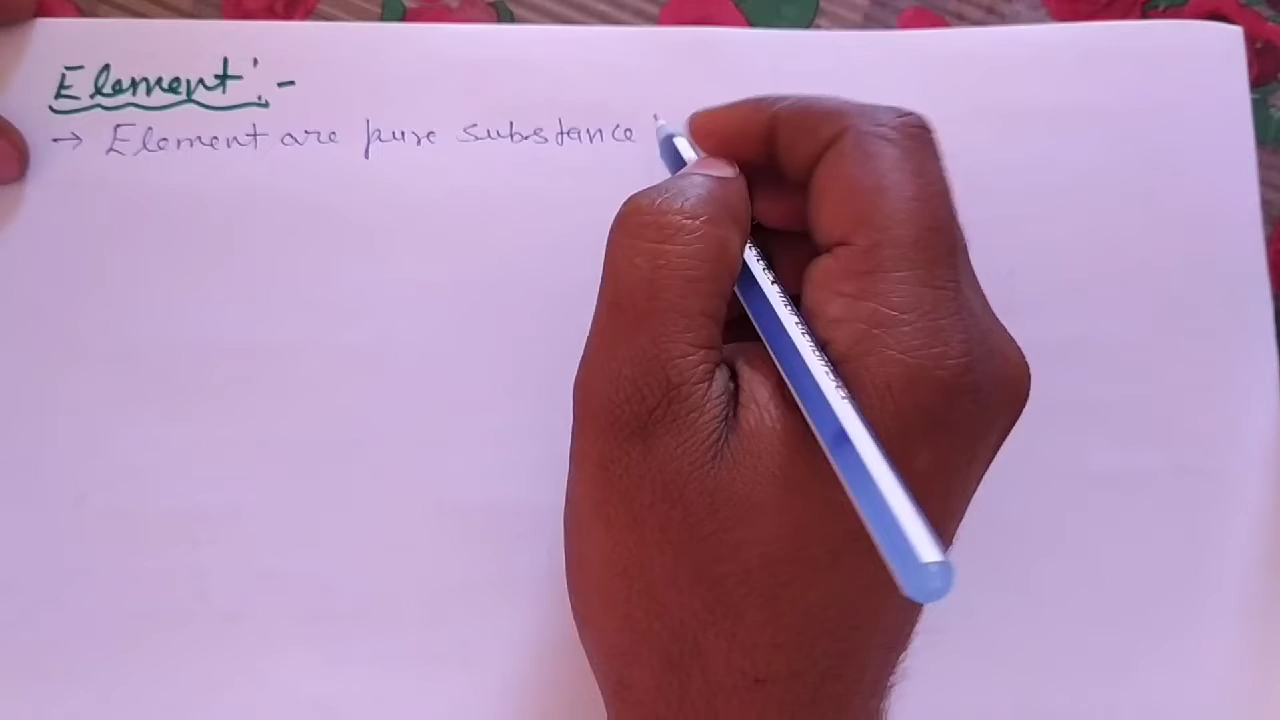 Element :-
→ Element are pure substance